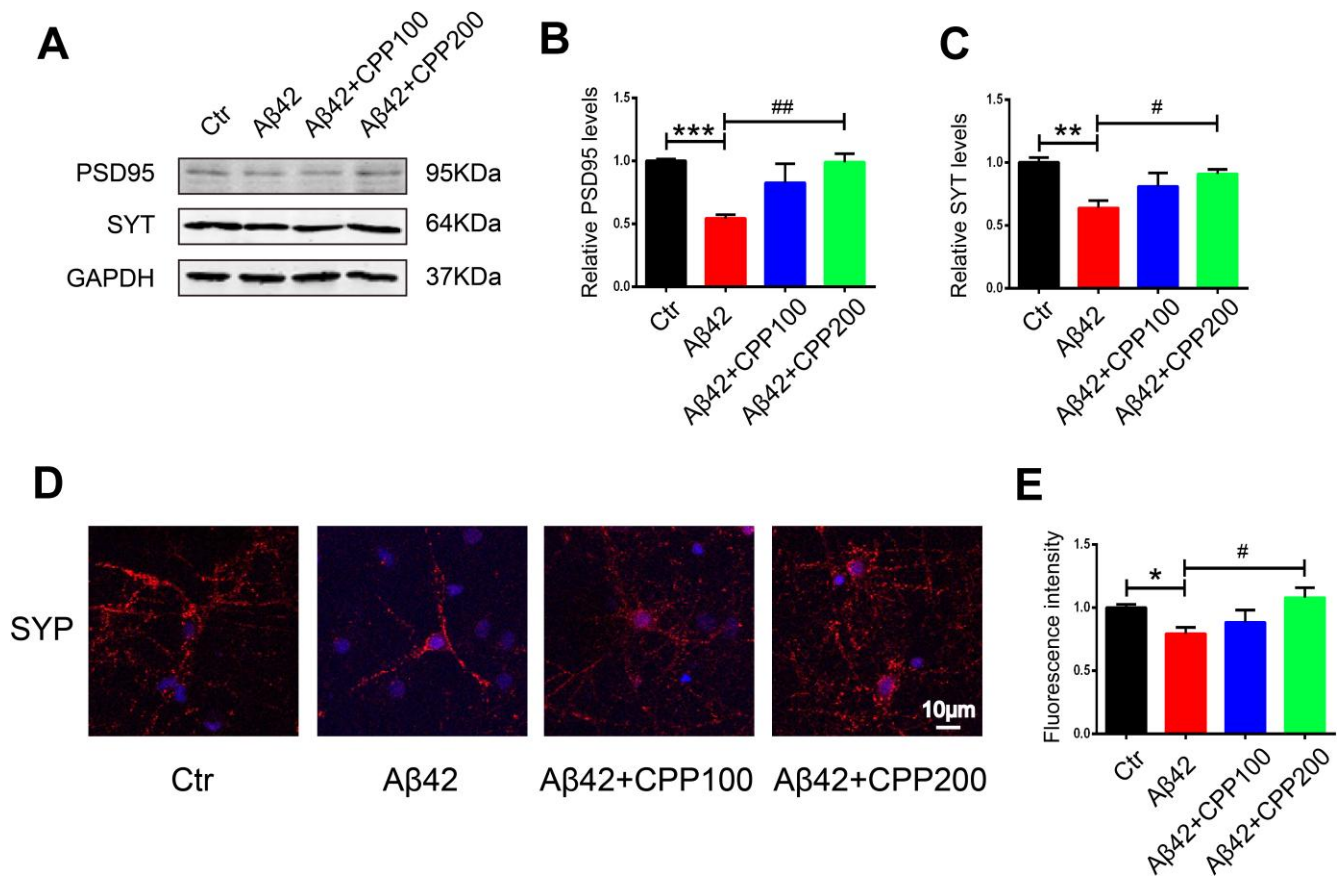 A
Ctr
Aβ42
Aβ42+CPP100
Aβ42+CPP200
PSD95
95KDa
SYT
64KDa
GAPDH
37KDa
B
Relative PSD95 levels
1.5
1.0
0.5
0.0
***
##
Ctr
Aβ42
Aβ42+CPP100
Aβ42+CPP200
C
Relative SYT levels
1.5
1.0
0.5
0.0
**
#
Ctr
Aβ42
Aβ42+CPP100
Aβ42+CPP200
D
SYP
10µm
Ctr
Aβ42
Aβ42+CPP100
Aβ42+CPP200
E
Fluorescence intensity
1.5
1.0
0.5
0.0
*
#
Ctr
Aβ42
Aβ42+CPP100
Aβ42+CPP200